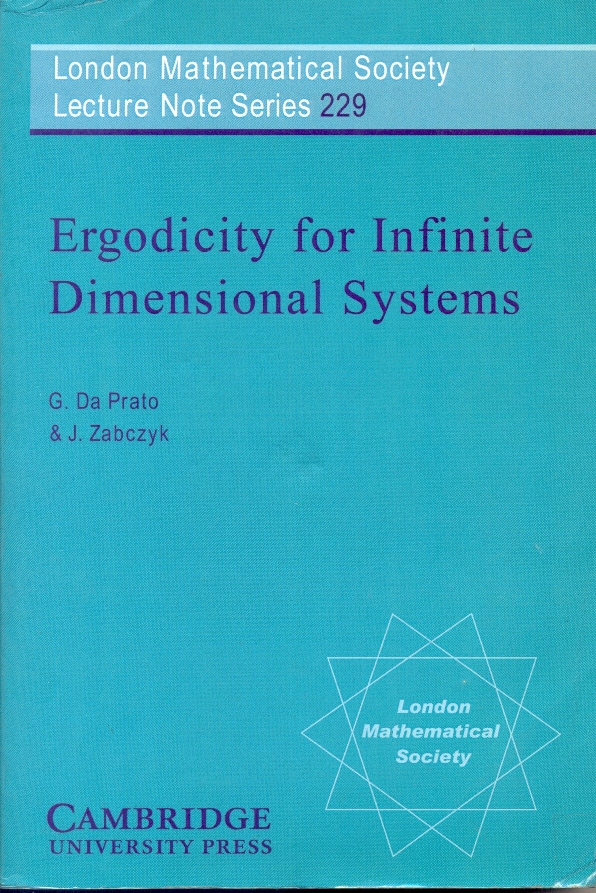 London Mathematical Society
Lecture Note Series 229
Ergodicity for Infinite
Dimensional Systems
G. Da Prato
& J. Zabczyk
London
Mathematical
Society
CAMBRIDGE
UNIVERSITY PRESS